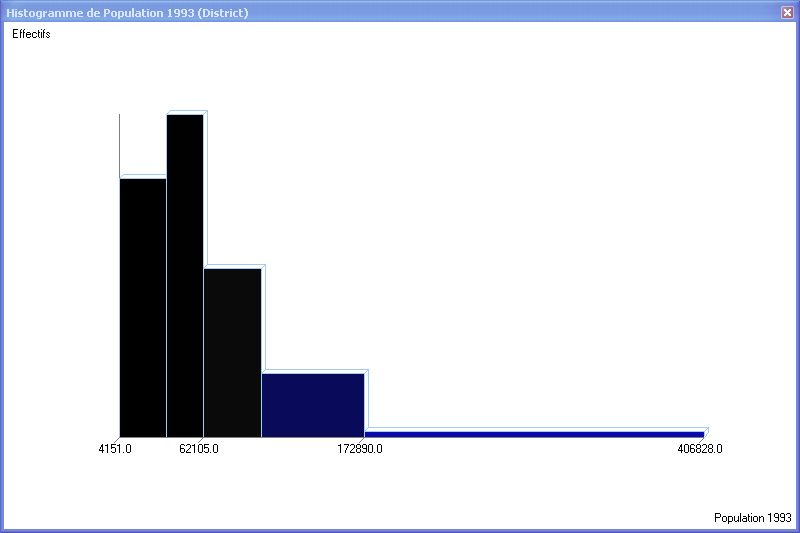 Histogramme de Population 1993 (District)
Effectifs
4151.0 62105.0 172890.0 406828.0
Population 1993